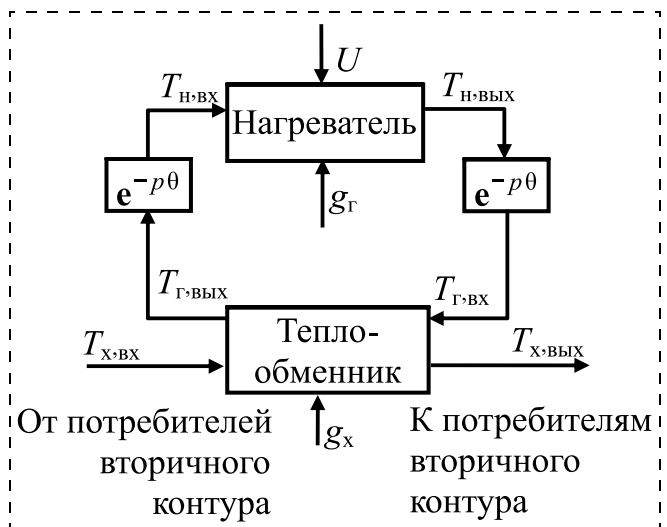 U
Tн,вх
Tн,вых
Нагреватель
e−pθ
e−pθ
gг
Tг,вых
Tг,вх
Tх,вх
Тепло-
обменник
Tх,вых
От потребителей
вторичного
контура
gх
К потребителям
вторичного
контура